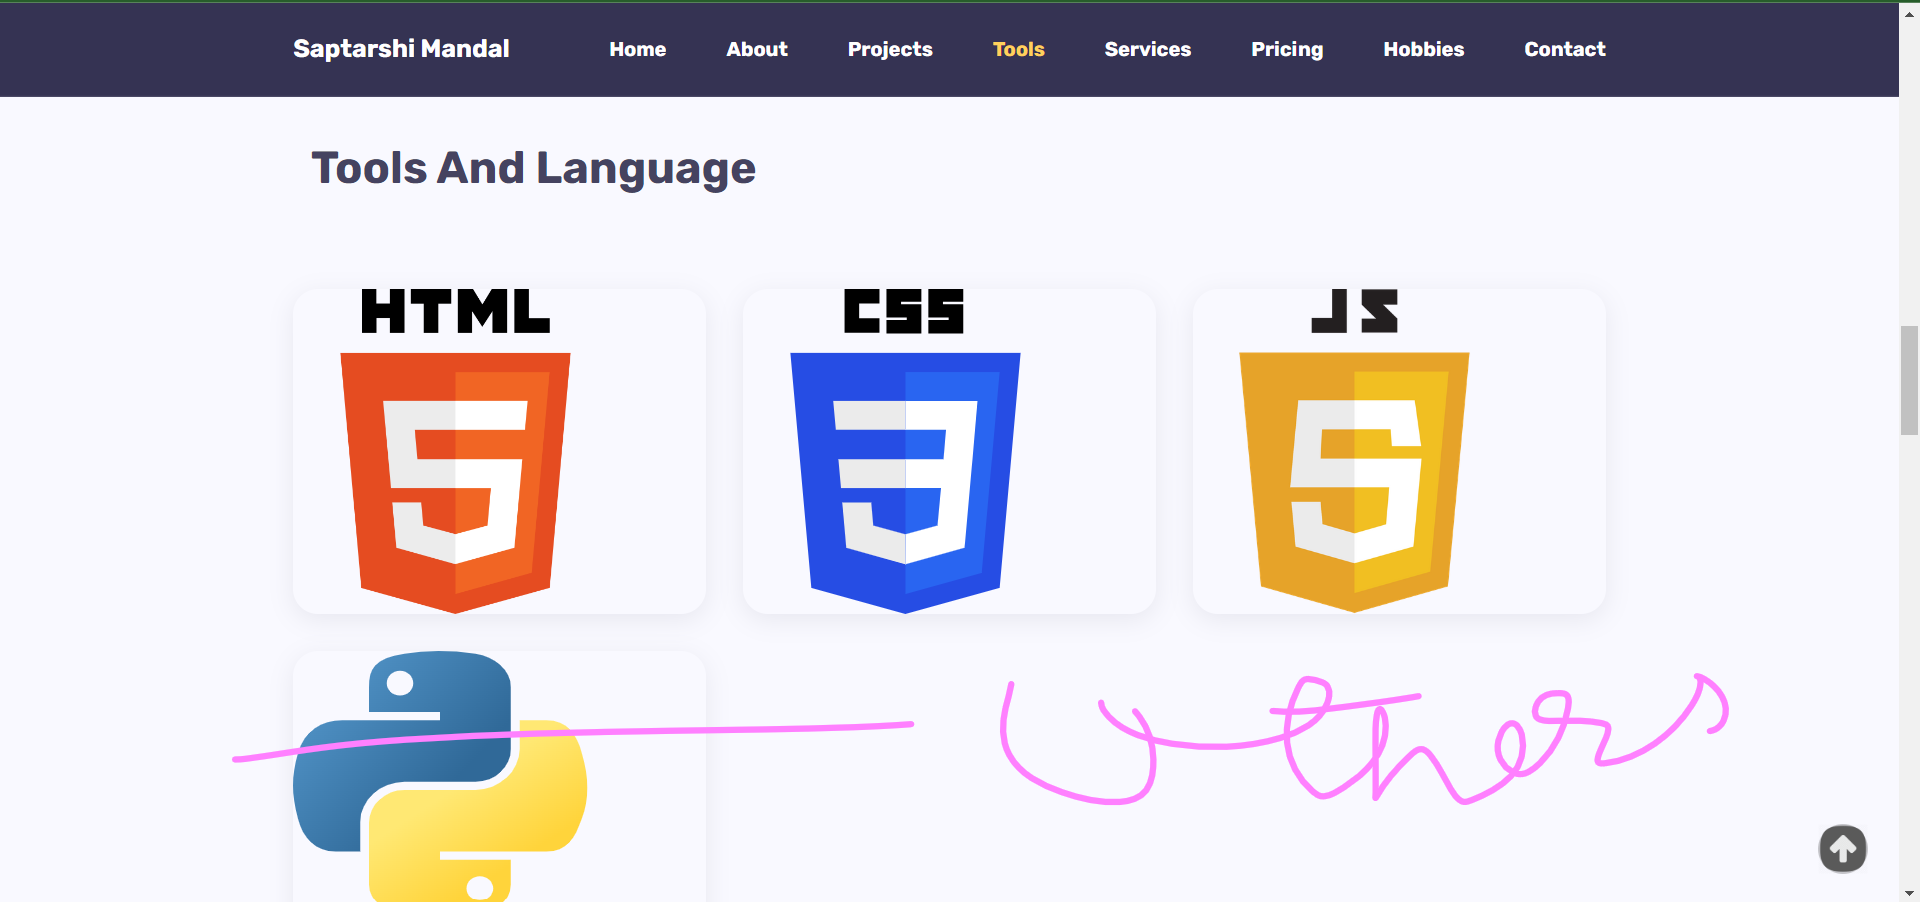 Saptarshi Mandal Home About Projects Tools Services Pricing Hobbies Contact
Tools And Language
HTML CSS JS
5 3 5
others